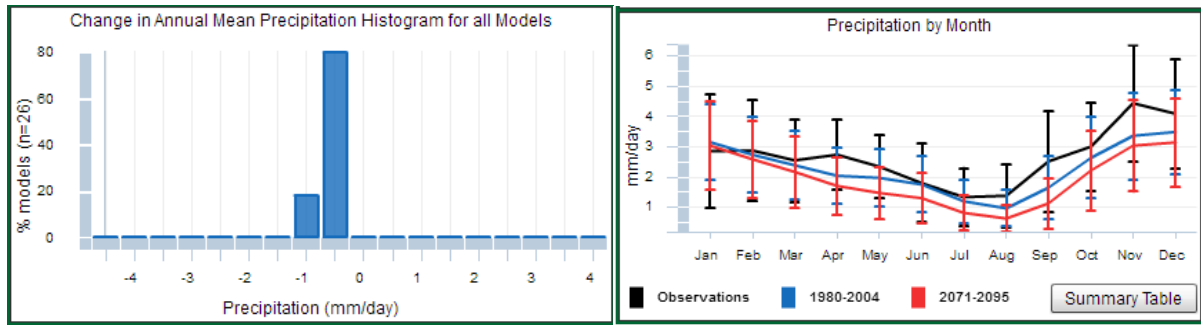 Change in Annual Mean Precipitation Histogram for all Models
% models (n=26)
80
60
40
20
0
-4 -3 -2 -1 0 1 2 3 4
Precipitation (mm/day)
Precipitation by Month
mm/day
6
5
4
3
2
1
Jan Feb Mar Apr May Jun Jul Aug Sep Oct Nov Dec
Observations 1980-2004 2071-2095 Summary Table